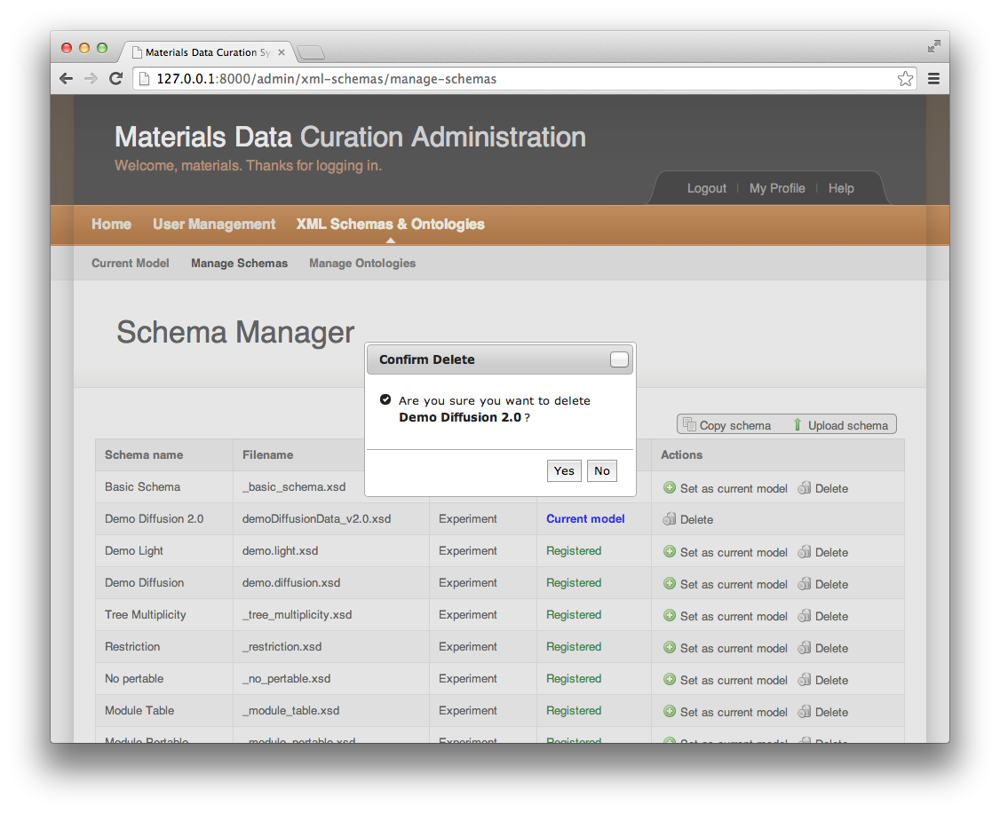 Materials Data Curation Sy
127.0.0.1:8000/admin/xml-schemas/manage-schemas
Materials Data Curation Administration
Welcome, materials. Thanks for logging in.
Logout My Profile Help
Home User Management XML Schemas & Ontologies
Current Model Manage Schemas Manage Ontologies
Schema Manager
Confirm Delete
Are you sure you want to delete
Demo Diffusion 2.0 ?
Yes No
Copy schema Upload schema
Schema name Filename Actions
Basic Schema _basic_schema.xsd Set as current model Delete
Demo Diffusion 2.0 demoDiffusionData_v2.0.xsd Experiment Current model Delete
Demo Light demo.light.xsd Experiment Registered Set as current model Delete
Demo Diffusion demo.diffusion.xsd Experiment Registered Set as current model Delete
Tree Multiplicity _tree_multiplicity.xsd Experiment Registered Set as current model Delete
Restriction _restriction.xsd Experiment Registered Set as current model Delete
No pertable _no_pertable.xsd Experiment Registered Set as current model Delete
Module Table _module_table.xsd Experiment Registered Set as current model Delete
Module Pertable _module_pertable.xsd Experiment Registered Set as current model Delete